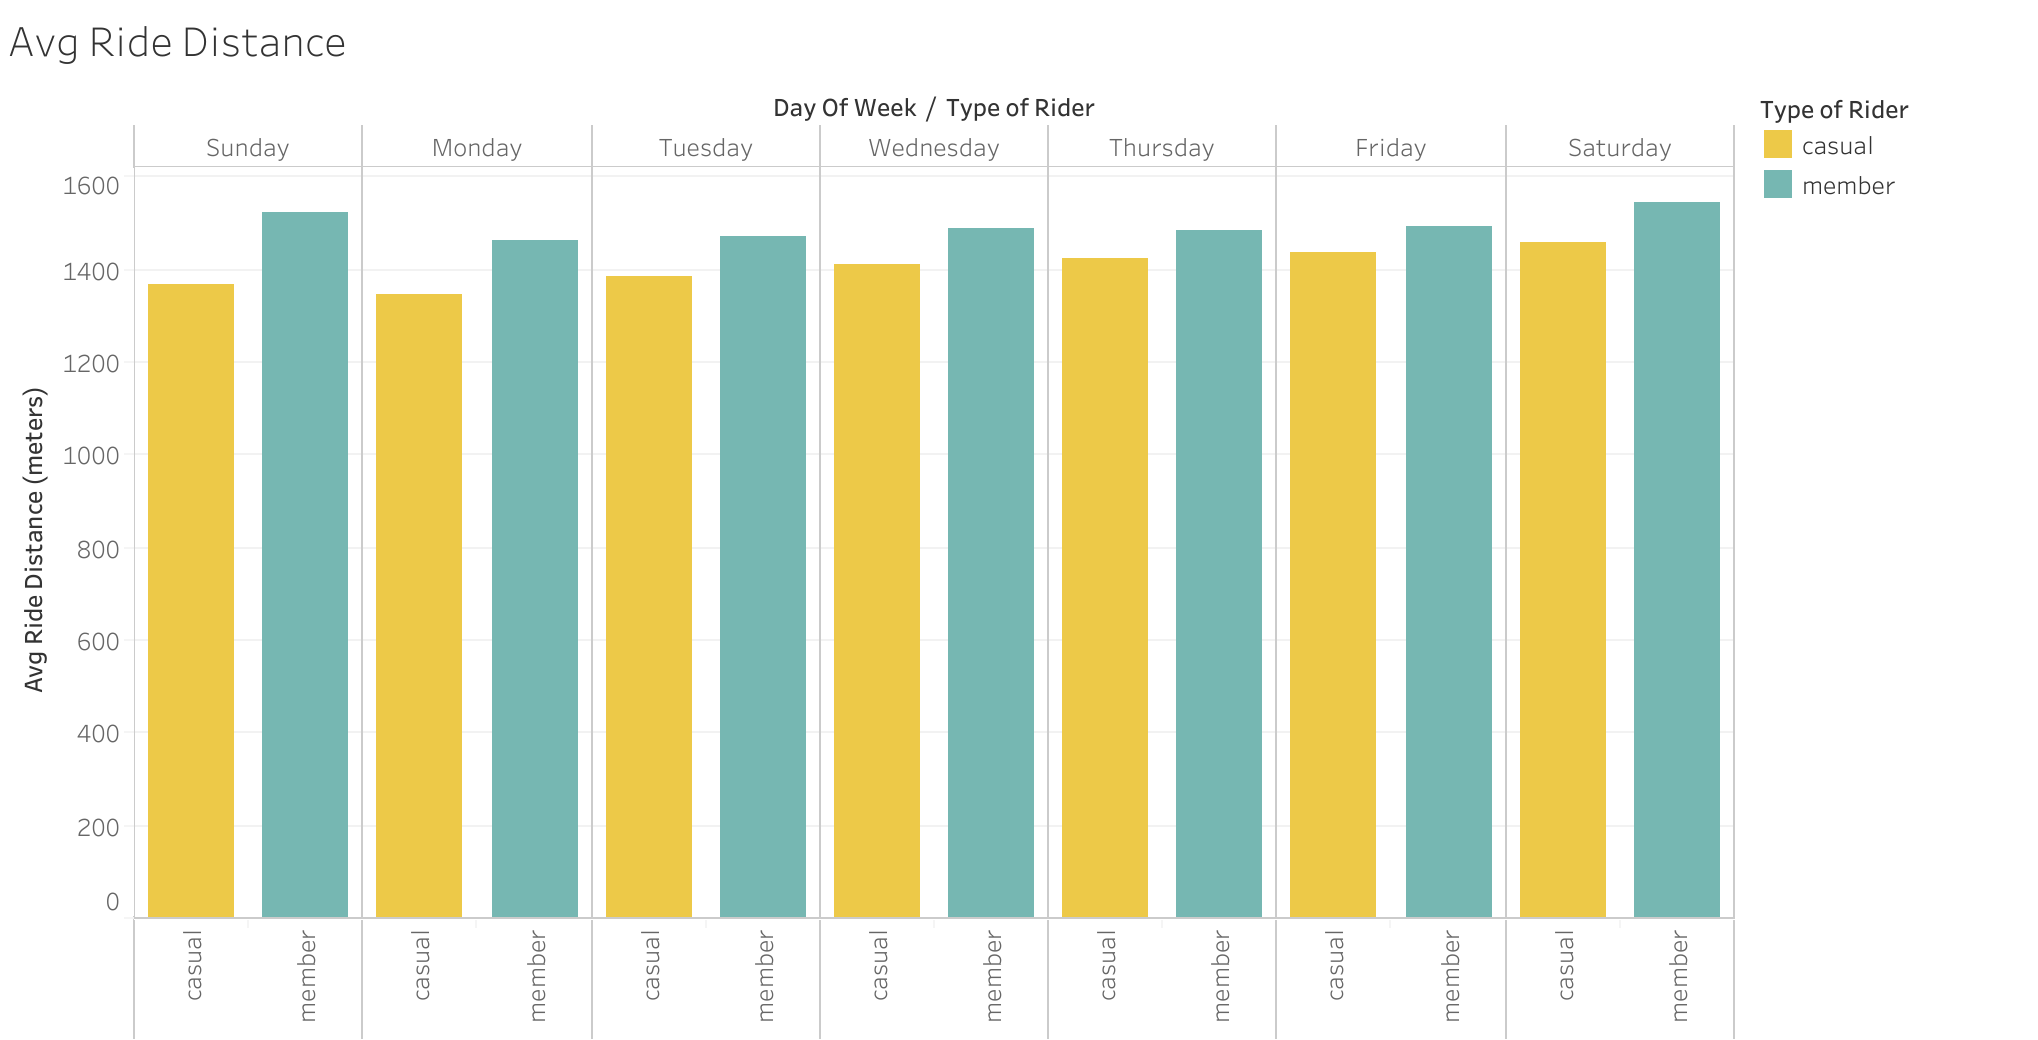 Avg Ride Distance
Day Of Week / Type of Rider
Sunday Monday Tuesday Wednesday Thursday Friday Saturday
Type of Rider
casual
member
Avg Ride Distance (meters)
1600
1400
1200
1000
800
600
400
200
0
casual member casual member casual member casual member casual member casual member casual member